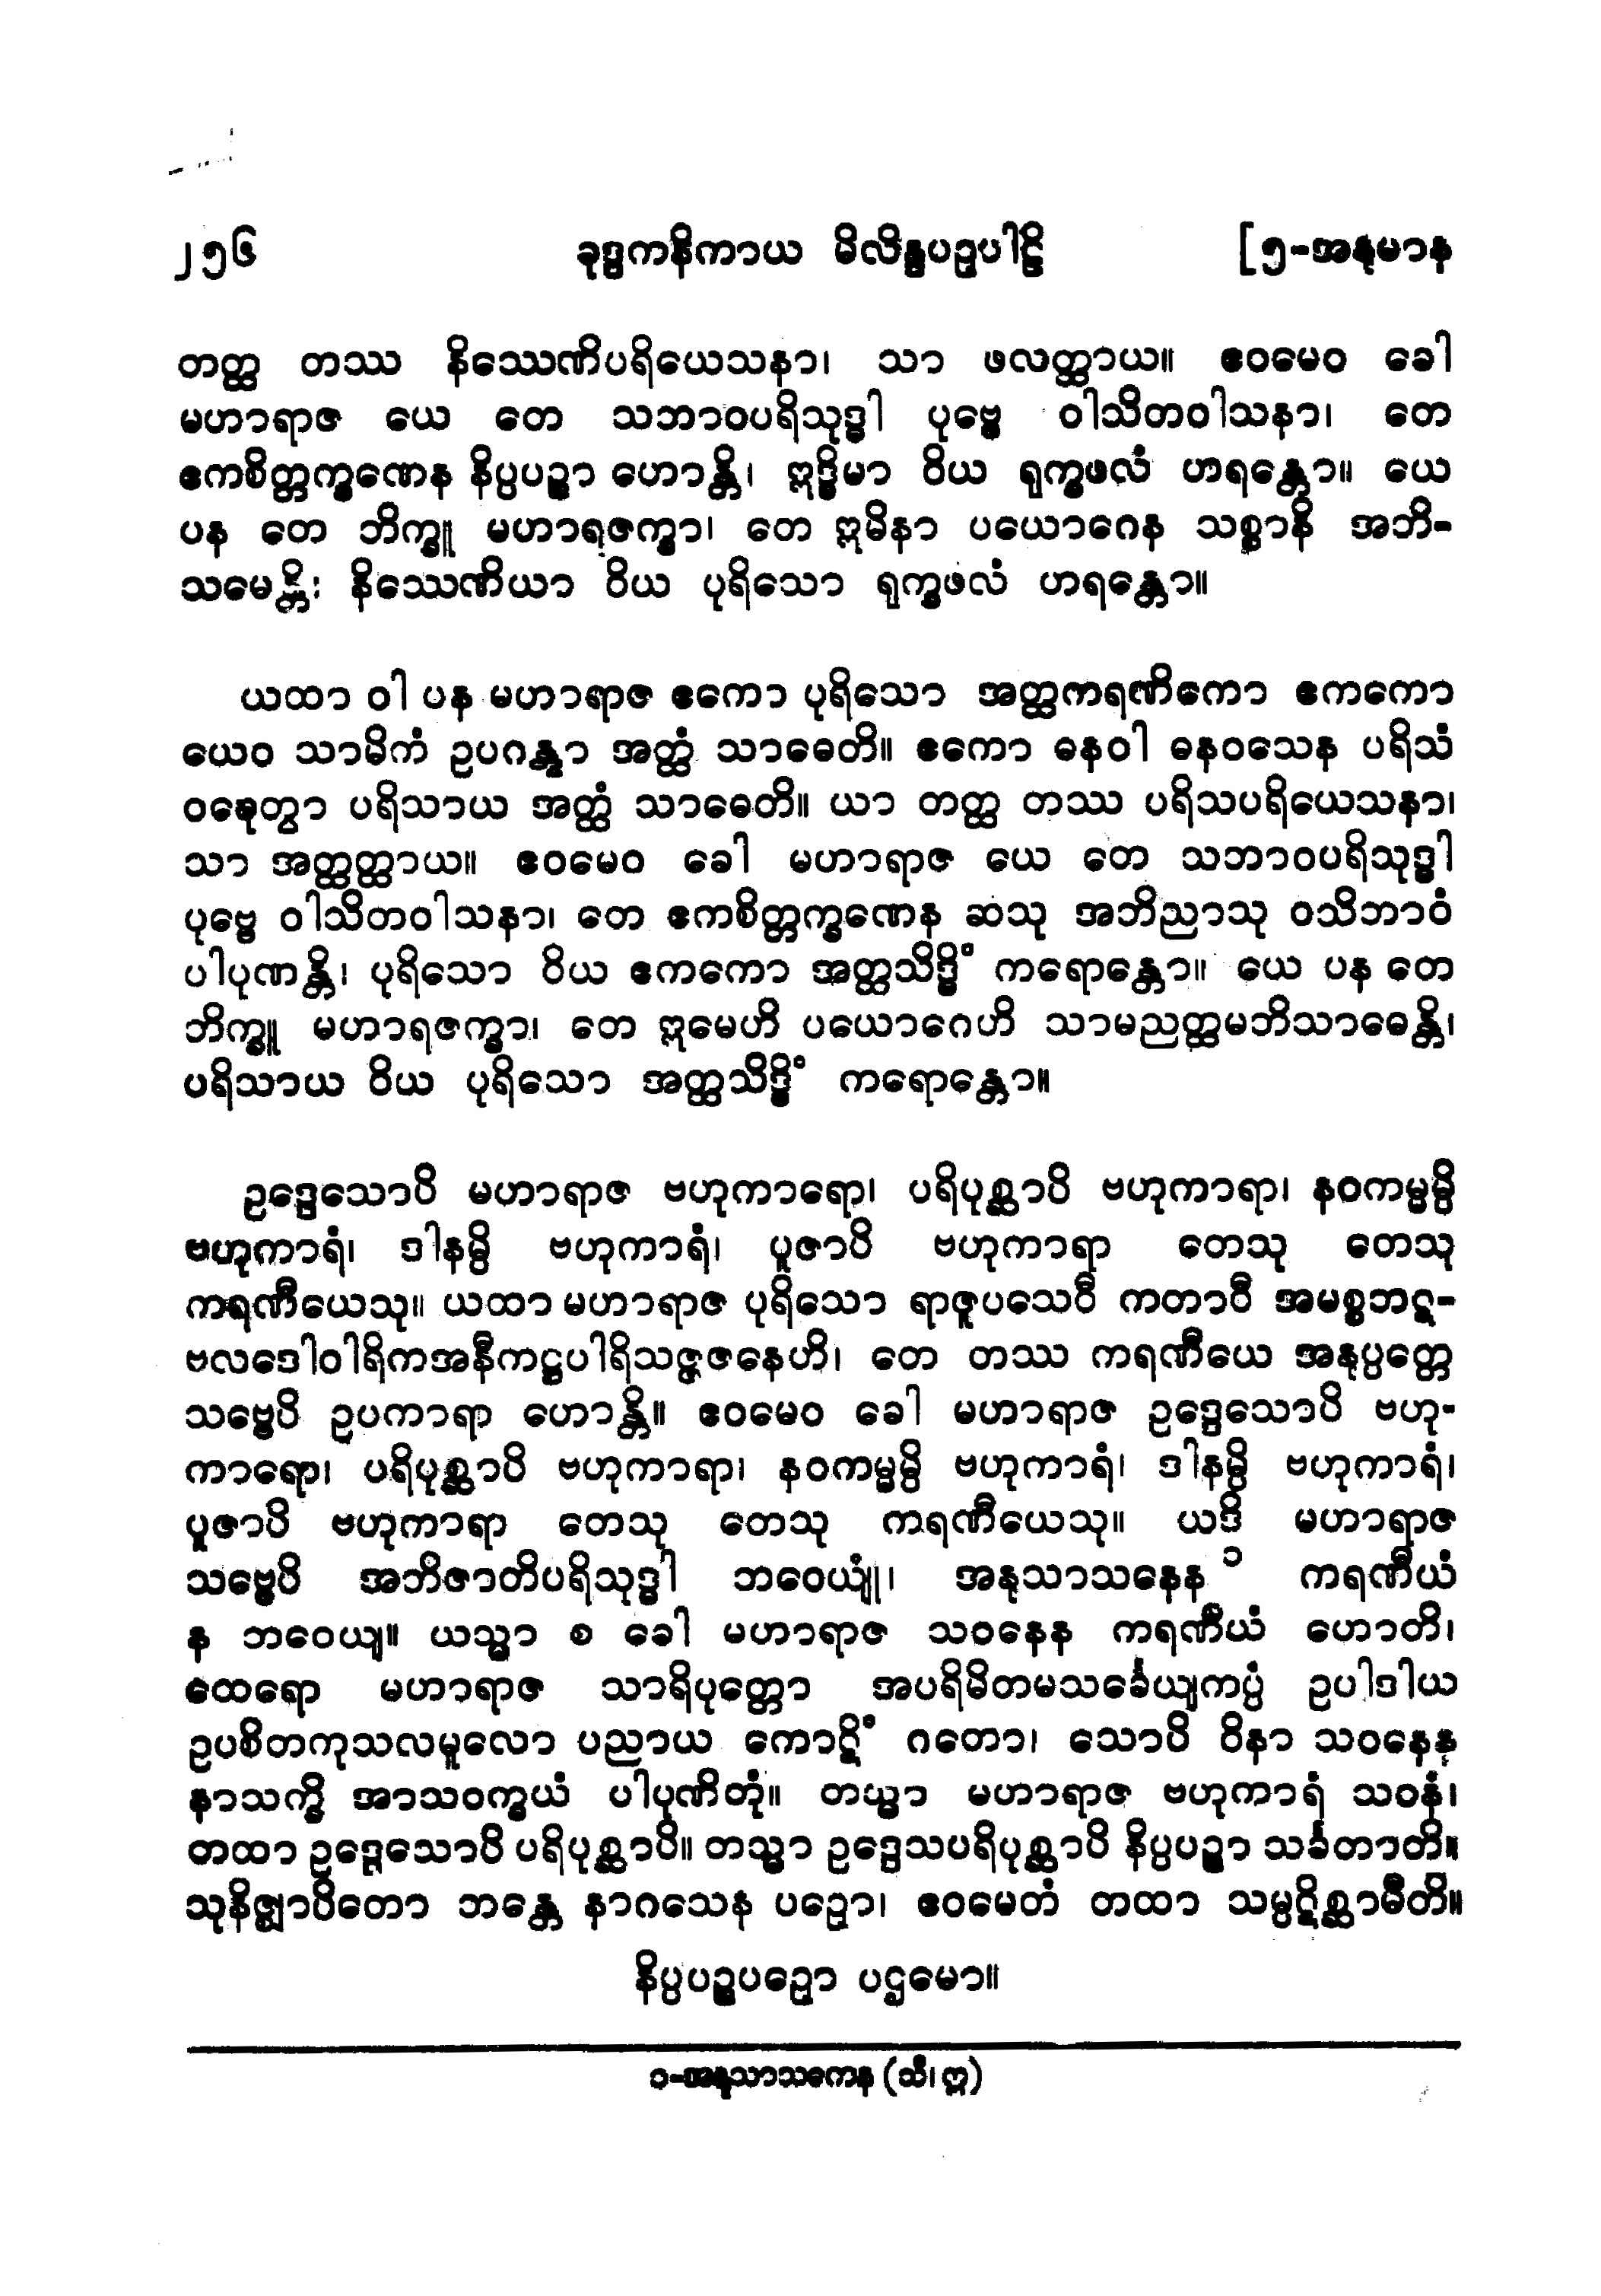 ၂၅၆ ခုဒ္ဒကနိကာယ မိလိန္ဒပဉှပါဠိ [၅-အနုမာန
တတ္ထ တဿ နိဿေဏိပရိယေသနာ၊ သာ ဖလတ္ထာယ။ ဧဝမေဝ ခေါ
မဟာရာဇ ယေ တေ သဘာဝပရိသုဒ္ဓါ ပုဗ္ဗေ ဝါသိတဝါသနာ၊ တေ
ဧကစိတ္တက္ခဏေန နိပ္ပပဉ္စာ ဟောန္တိ၊ ဣဒ္ဓိမာ ဝိယ ရုက္ခဖလံ ဟရန္တော။ ယေ
ပန တေ ဘိက္ခူ မဟာရဇက္ခာ၊ တေ ဣမိနာ ပယောဂေန သစ္စာနိ အဘိ-
သမေန္တိ၊ နိဿေဏိယာ ဝိယ ပုရိသော ရုက္ခဖလံ ဟရန္တော။
ယထာ ဝါ ပန မဟာရာဇ ဧကော ပုရိသော အတ္ထကရဏိကော ဧကကော
ယေဝ သာမိကံ ဥပဂန္တွာ အတ္ထံ သာဓေတိ။ ဧကော ဓနဝါ ဓနဝသေန ပရိသံ
ဝဍ္ဎေတွာ ပရိသာယ အတ္ထံ သာဓေတိ။ ယာ တတ္ထ တဿ ပရိသပရိယေသနာ၊
သာ အတ္ထတ္ထာယ။ ဧဝမေဝ ခေါ မဟာရာဇ ယေ တေ သဘာဝပရိသုဒ္ဓါ
ပုဗ္ဗေ ဝါသိတဝါသနာ၊ တေ ဧကစိတ္တက္ခဏေန ဆသု အဘိညာသု ဝသိဘာဝံ
ပါပုဏန္တိ၊ ပုရိသော ဝိယ ဧကကော အတ္ထသိဒ္ဓိံ ကရောန္တော။ ယေ ပန တေ
ဘိက္ခူ မဟာရဇက္ခာ၊ တေ ဣမေဟိ ပယောဂေဟိ သာမညတ္ထမဘိသာဓေန္တိ၊
ပရိသာယ ဝိယ ပုရိသော အတ္ထသိဒ္ဓိံ ကရောန္တော။
ဥဒ္ဒေသောပိ မဟာရာဇ ဗဟုကာရော၊ ပရိပုစ္ဆာပိ ဗဟုကာရာ၊ နဝကမ္မမ္ပိ
ဗဟုကာရံ၊ ဒါနမ္ပိ ဗဟုကာရံ၊ ပူဇာပိ ဗဟုကာရာ တေသု တေသု
ကရဏီယေသု။ ယထာ မဟာရာဇ ပုရိသော ရာဇူပသေဝီ ကတာဝီ အမစ္စဘဋ-
ဗလဒေါဝါရိကအနီကဋ္ဌပါရိသဇ္ဇဇနေဟိ၊ တေ တဿ ကရဏီယေ အနုပ္ပတ္တေ
သဗ္ဗေပိ ဥပကာရာ ဟောန္တိ။ ဧဝမေဝ ခေါ မဟာရာဇ ဥဒ္ဒေသောပိ ဗဟု-
ကာရော၊ ပရိပုစ္ဆာပိ ဗဟုကာရာ၊ နဝကမ္မမ္ပိ ဗဟုကာရံ၊ ဒါနမ္ပိ ဗဟုကာရံ၊
ပူဇာပိ ဗဟုကာရာ တေသု တေသု ကရဏီယေသု။ ယဒိ မဟာရာဇ
သဗ္ဗေပိ အဘိဇာတိပရိသုဒ္ဓါ ဘဝေယျုံ၊ အနုသာသနေန ၁ ကရဏီယံ
န ဘဝေယျ။ ယသ္မာ စ ခေါ မဟာရာဇ သဝနေန ကရဏီယံ ဟောတိ၊
ထေရော မဟာရာဇ သာရိပုတ္တော အပရိမိတမသင်္ခေယျကပ္ပံ ဥပါဒါယ
ဥပစိတကုသလမူလော ပညာယ ကောဋိံ ဂတော၊ သောပိ ဝိနာ သဝနေန
နာသက္ခိ အာသဝက္ခယံ ပါပုဏိတုံ။ တသ္မာ မဟာရာဇ ဗဟုကာရံ သဝနံ၊
တထာ ဥဒ္ဒေသောပိ ပရိပုစ္ဆာပိ။ တသ္မာ ဥဒ္ဒေသပရိပုစ္ဆာပိ နိပ္ပပဉ္စာ သင်္ခတာတိ။
သုနိဇ္ဈာပိတော ဘန္တေ နာဂသေန ပဉှော၊ ဧဝမေတံ တထာ သမ္ပဋိစ္ဆာမီတိ။
နိပ္ပပဉ္စပဉှော ပဌမော။
၁-အနုသာသကေန (သီ၊ဣ)